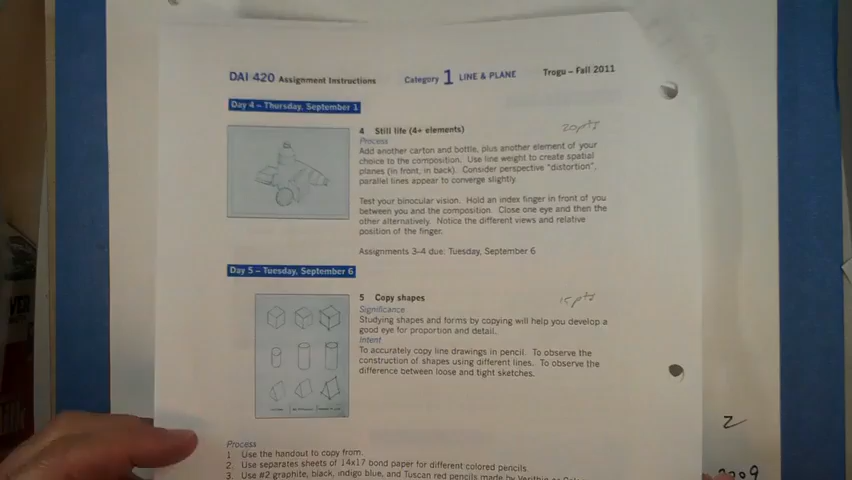 DAI 420 Assignment Instructions Category 1 LINE & PLANE Trogu – Fall 2011
Day 4 – Thursday, September 1
4 Still life (4+ elements) 20pts
Process
Add another carton and bottle, plus another element of your
choice to the composition. Use line weight to create spatial
planes (in front, in back). Consider perspective "distortion",
parallel lines appear to converge slightly
Test your binocular vision. Hold an index finger in front of you
between you and the composition. Close one eye and then the
other alternatively. Notice the different views and relative
position of the finger.
Assignments 3-4 due: Tuesday, September 6
Day 5 – Tuesday, September 6
5 Copy shapes 15pts
Significance
Studying shapes and forms by copying will help you develop a
good eye for proportion and detail.
Intent
To accurately copy line drawings in pencil. To observe the
construction of shapes using different lines. To observe the
difference between loose and tight sketches.
Process
1 Use the handout to copy from.
2 Use separate sheets of 14x17 bond paper for different colored pencils.
3 Use #2 graphite, black, indigo blue, and Tuscan red pencils made by Verithin or
Z